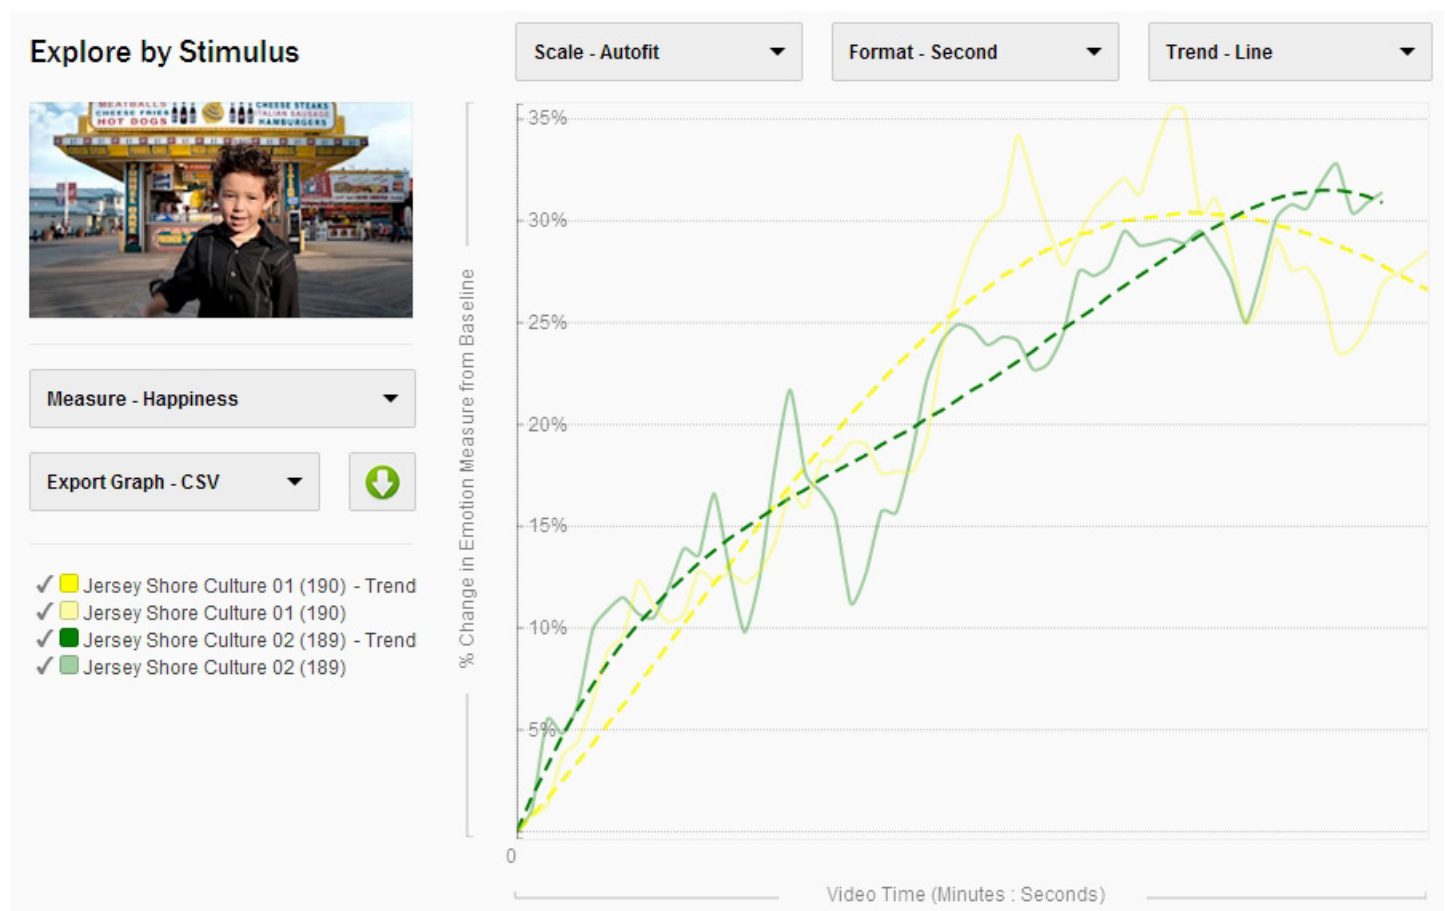 Explore by Stimulus
Scale - Autofit
Format - Second
Trend - Line
MEATBALLS
CHEESE FRIES
HOT DOGS
CHEESE STEAKS
ITALIAN SAUSAGE
HAMBURGERS
FUNNEL CAKE
Measure - Happiness
Export Graph - CSV
✓ Jersey Shore Culture 01 (190) - Trend
✓ Jersey Shore Culture 01 (190)
✓ Jersey Shore Culture 02 (189) - Trend
✓ Jersey Shore Culture 02 (189)
% Change in Emotion Measure from Baseline
35%
30%
25%
20%
15%
10%
5%
0
Video Time (Minutes : Seconds)